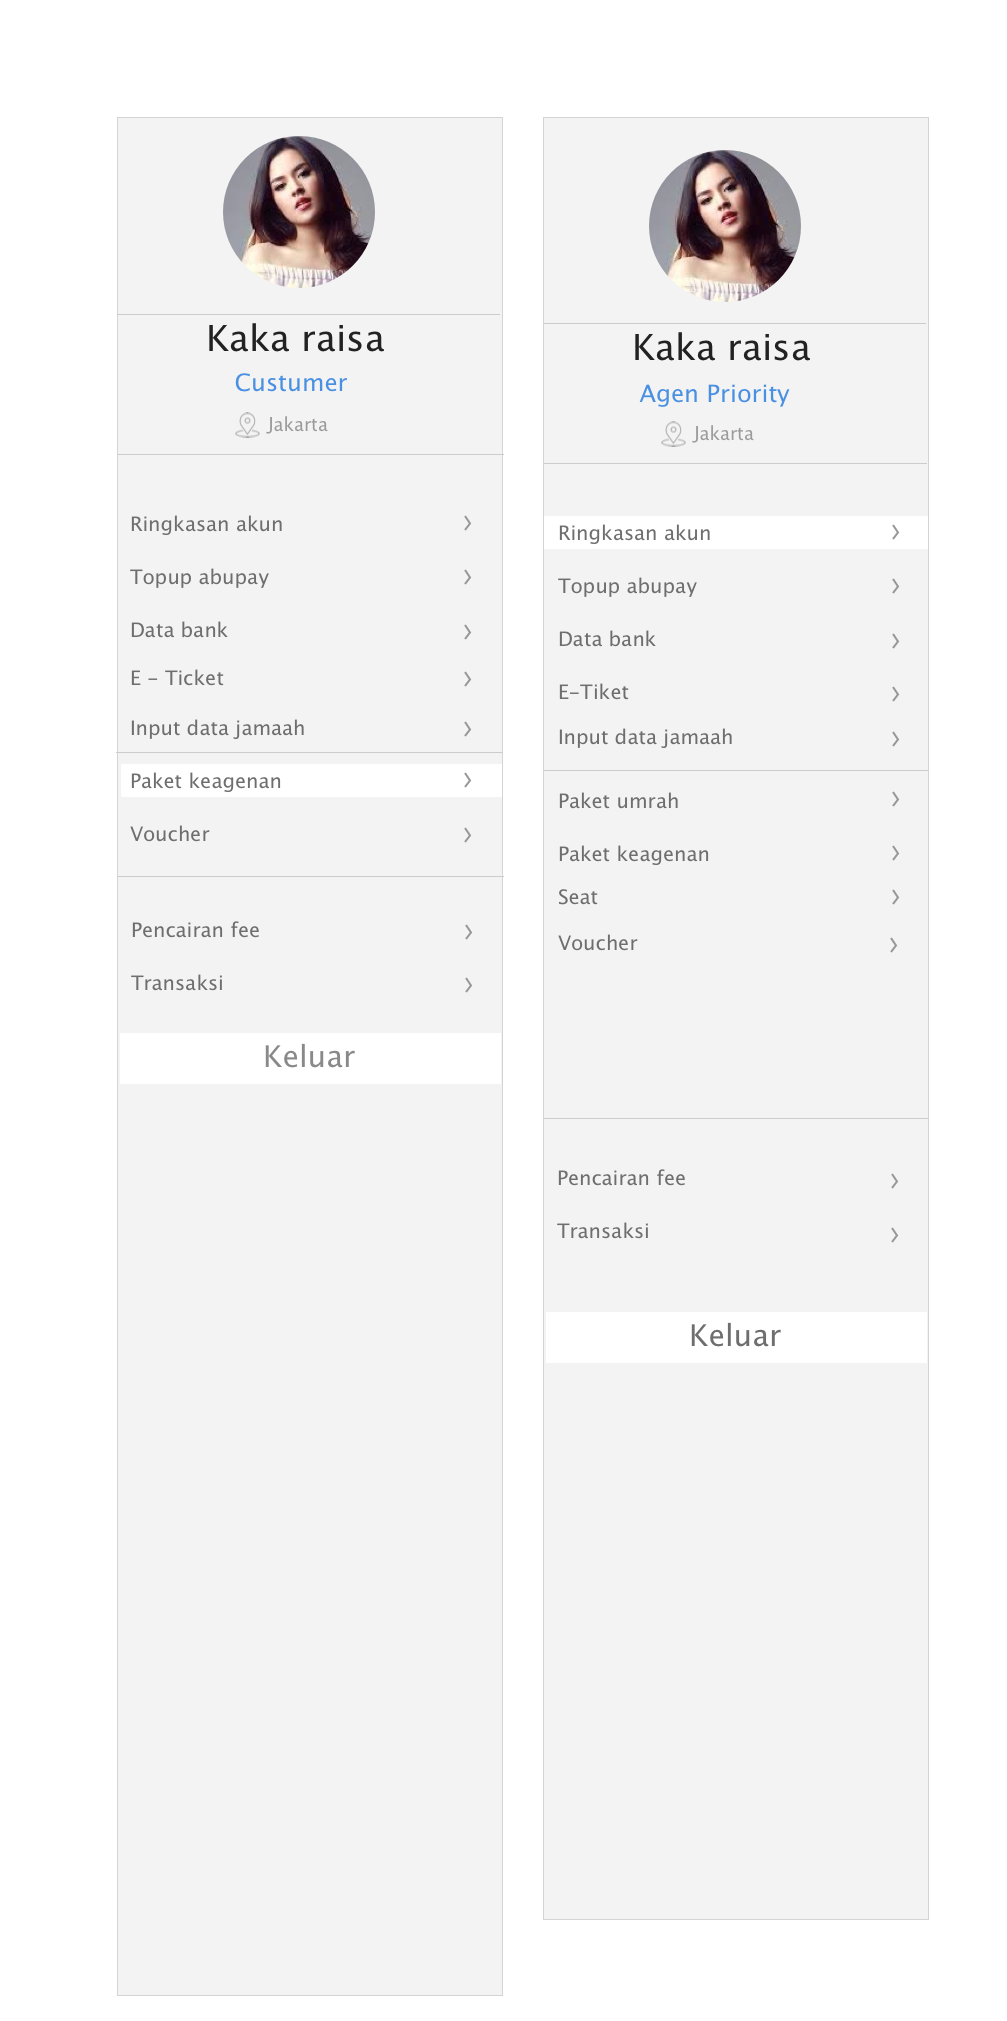 Kaka raisa
Custumer
Jakarta
Ringkasan akun
Topup abupay
Data bank
E - Ticket
Input data jamaah
Paket keagenan
Voucher
Pencairan fee
Transaksi
Keluar
Kaka raisa
Agen Priority
Jakarta
Ringkasan akun
Topup abupay
Data bank
E-Tiket
Input data jamaah
Paket umrah
Paket keagenan
Seat
Voucher
Pencairan fee
Transaksi
Keluar